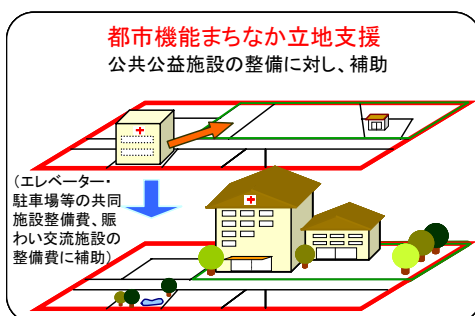 都市機能まちなか立地支援
公共公益施設の整備に対し、補助
(エレベーター・
駐車場等の共同
施設整備費、賑
わい交流施設の
整備費に補助)